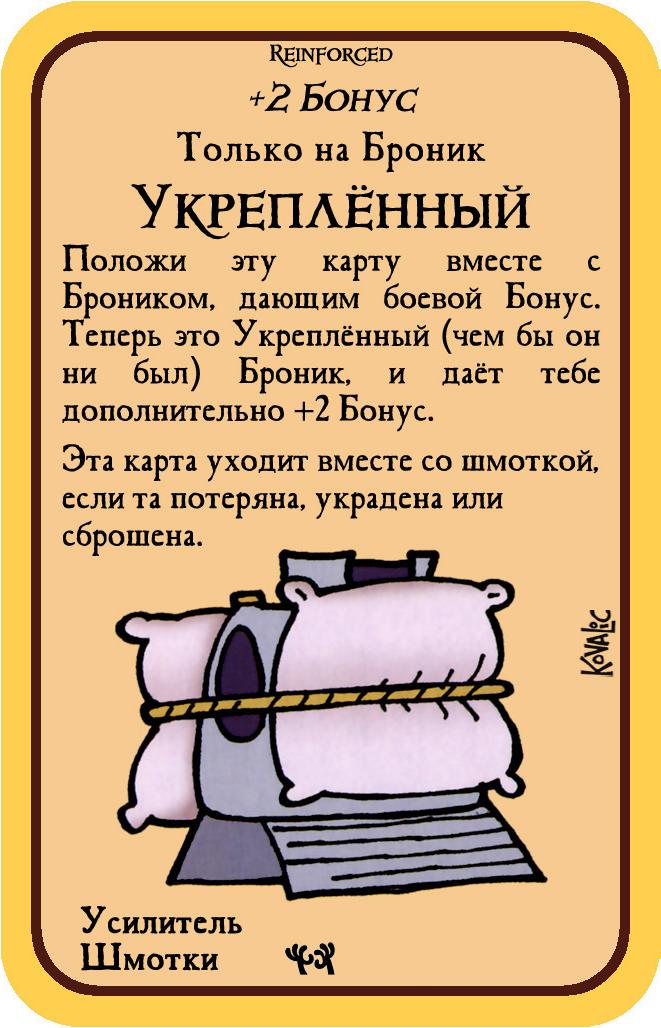 Reinforced
+2 Бонус
Только на Броник
Укреплённый
Положи эту карту вместе с
Броником, дающим боевой Бонус.
Теперь это Укреплённый (чем бы он
ни был) Броник, и даёт тебе
дополнительно +2 Бонус.
Эта карта уходит вместе со шмоткой,
если та потеряна, украдена или
сброшена.
Kovalic
Усилитель
Шмотки